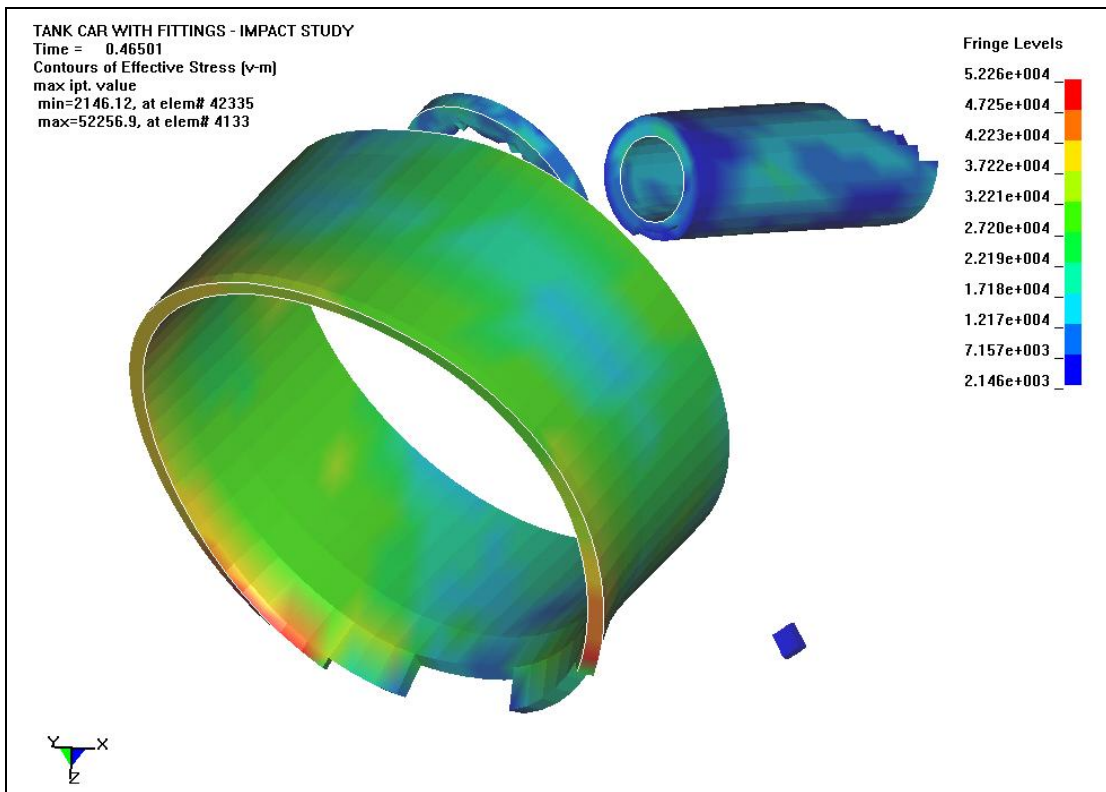 TANK CAR WITH FITTINGS - IMPACT STUDY
Time = 0.46501
Contours of Effective Stress (v-m)
max ipt. value
min=2146.12, at elem# 42335
max=52256.9, at elem# 4133
Fringe Levels
5.226e+004
4.725e+004
4.223e+004
3.722e+004
3.221e+004
2.720e+004
2.219e+004
1.718e+004
1.217e+004
7.157e+003
2.146e+003
Y X
Z